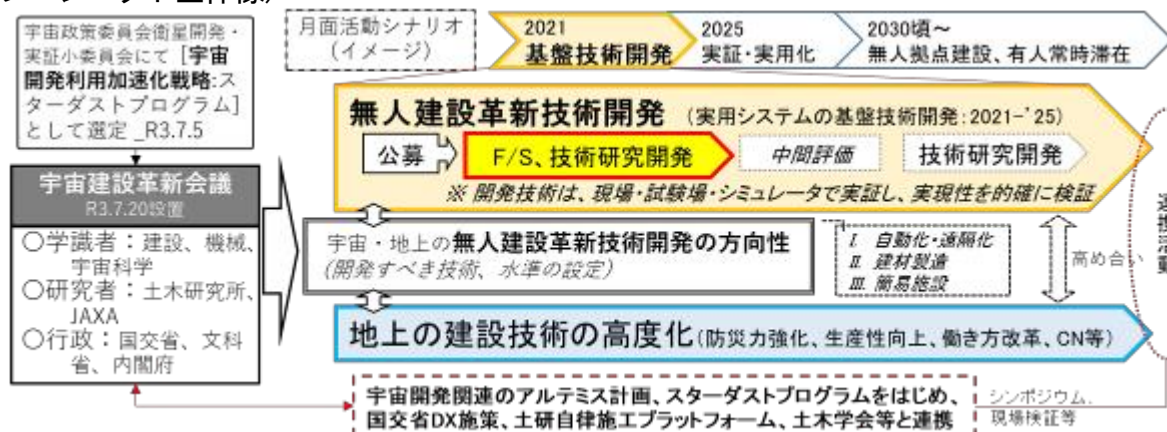 宇宙政策委員会衛星開発・
実証小委員会にて [宇宙
開発利用加速化戦略:ス
ターダストプログラム]
として選定 _R3.7.5
宇宙建設革新会議
R3.7.20設置
〇学識者：建設、機械、
宇宙科学
〇研究者：土木研究所、
JAXA
〇行政：国交省、文科
省、内閣府
月面活動シナリオ
(イメージ)
2021
基盤技術開発
2025
実証・実用化
2030頃～
無人拠点建設、有人常時滞在
無人建設革新技術開発 (実用システムの基盤技術開発:2021-'25)
公募
F/S、技術研究開発
中間評価
技術研究開発
※ 開発技術は、現場・試験場・シミュレータで実証し、実現性を的確に検証
宇宙・地上の無人建設革新技術開発の方向性
(開発すべき技術、水準の設定)
Ⅰ. 自動化・遠隔化
Ⅱ. 建材製造
Ⅲ. 簡易施設
高め合い
地上の建設技術の高度化(防災力強化、生産性向上、働き方改革、CN等)
宇宙開発関連のアルテミス計画、スターダストプログラムをはじめ、
国交省DX施策、土研自律施工プラットフォーム、土木学会等と連携
シンポジウム、
現場検証等